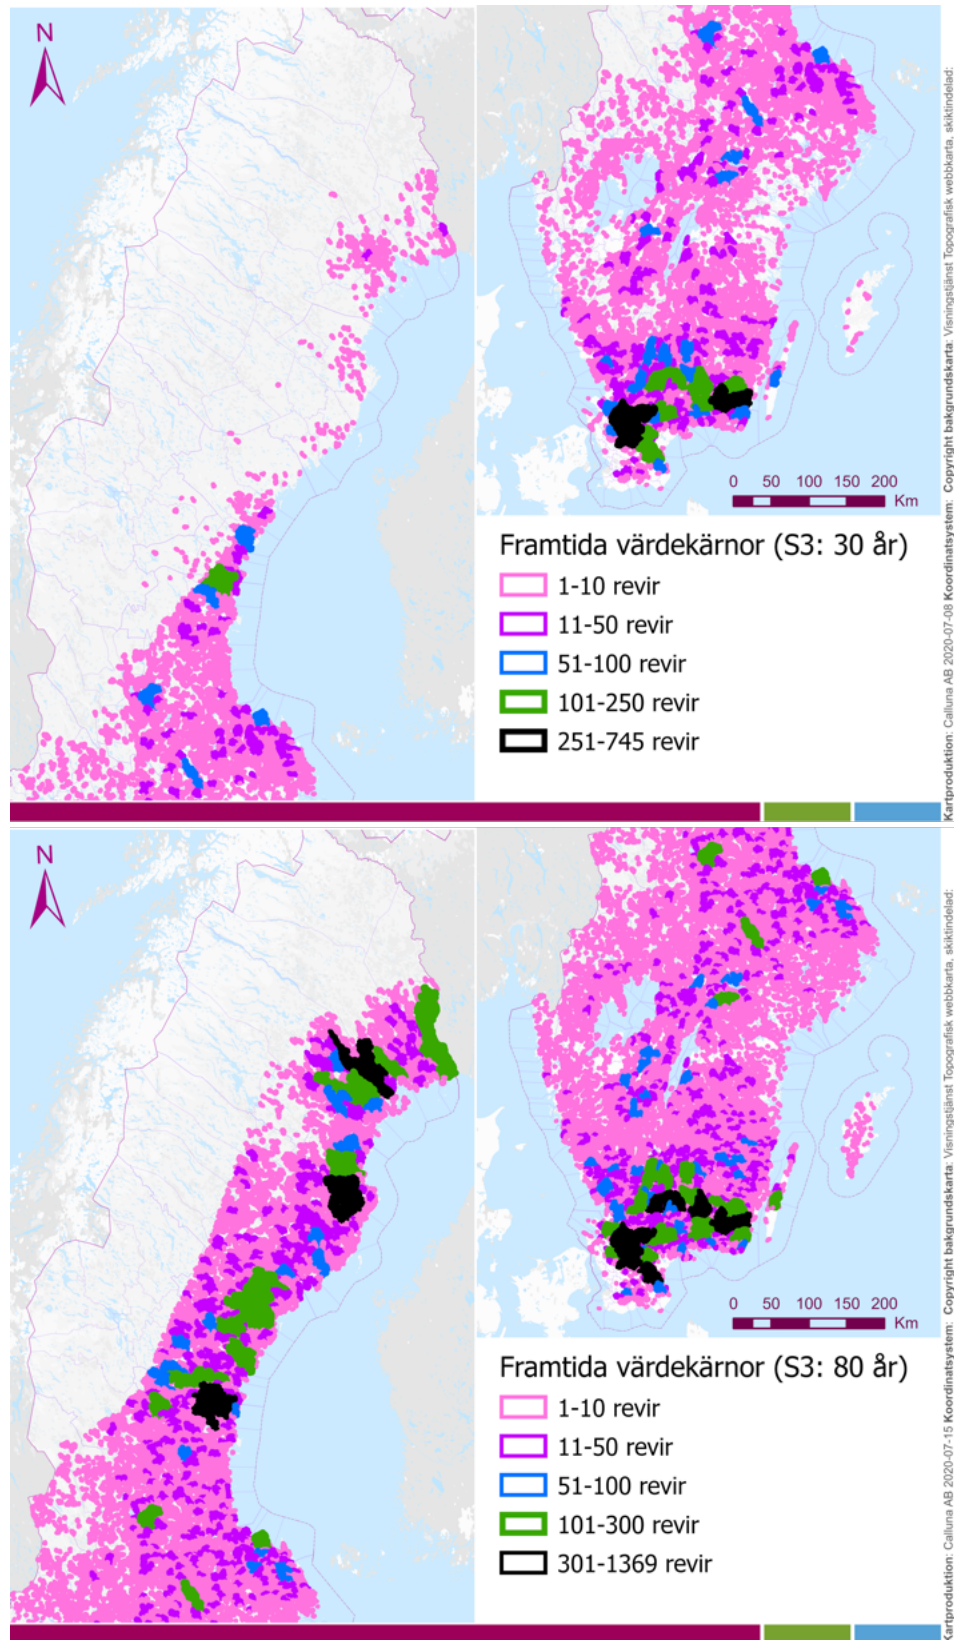 N
0 50 100 150 200
Km
Framtida värdekärnor (S3: 30 år)
1-10 revir
11-50 revir
51-100 revir
101-250 revir
251-745 revir
Kartproduktion: Calluna AB 2020-07-08 Koordinatsystem: Copyright bakgrundskarta: Visningstjänst Topografisk webbkarta, skiktindelad:
N
0 50 100 150 200
Km
Framtida värdekärnor (S3: 80 år)
1-10 revir
11-50 revir
51-100 revir
101-300 revir
301-1369 revir
Kartproduktion: Calluna AB 2020-07-15 Koordinatsystem: Copyright bakgrundskarta: Visningstjänst Topografisk webbkarta, skiktindelad: